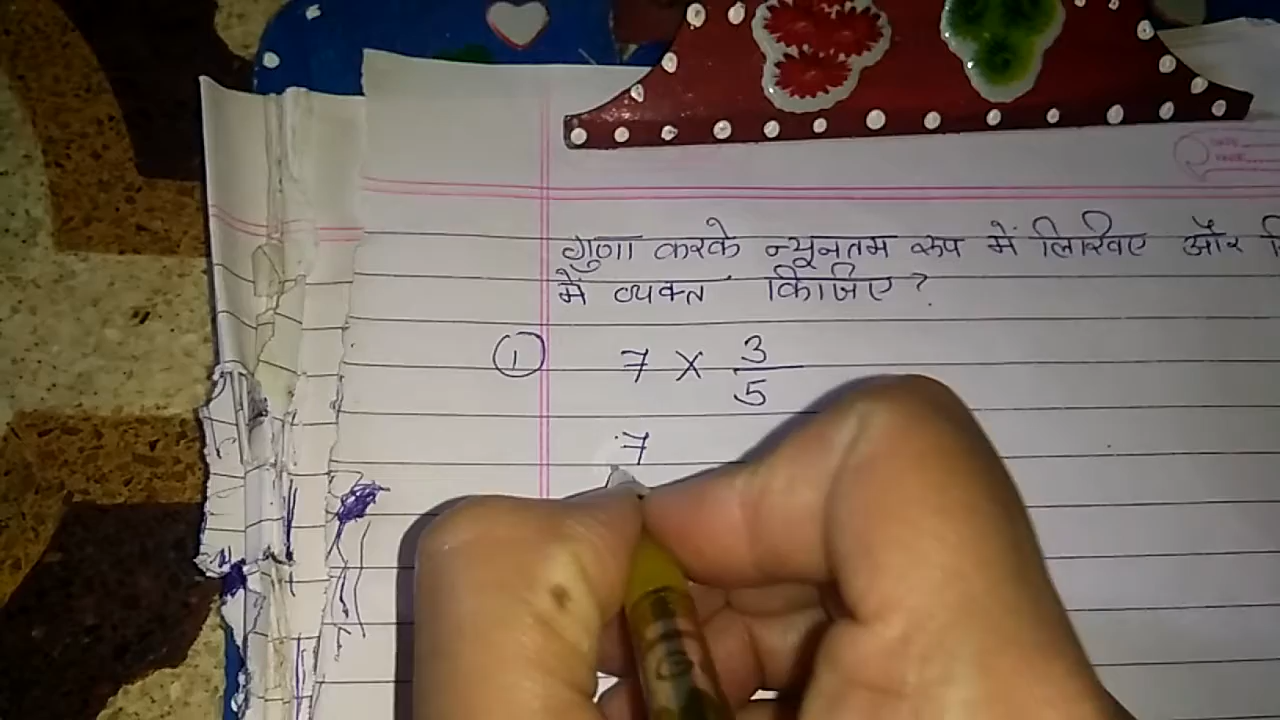 गुणा करके न्यूनतम रूप में लिखिए और
में व्यक्त किजिए ?
① 7 × 3/5
7